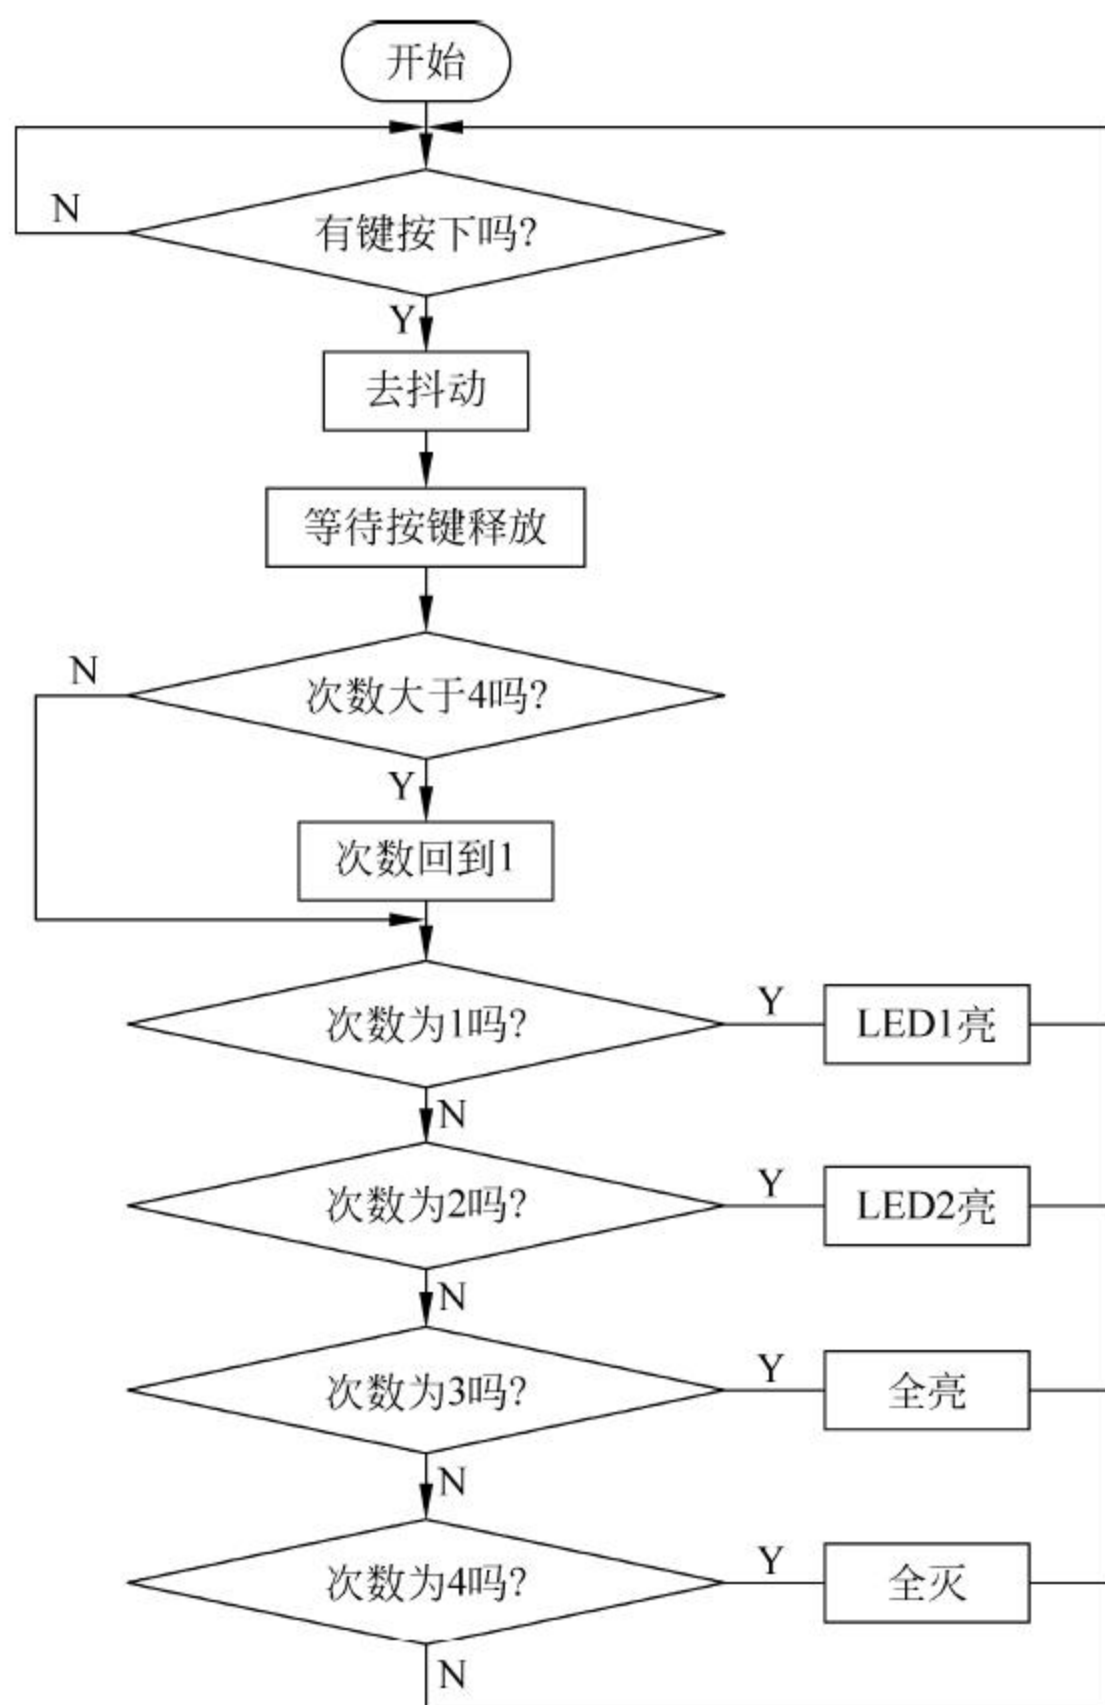 开始
N
有键按下吗?
Y
去抖动
等待按键释放
N
次数大于4吗?
Y
次数回到1
次数为1吗?
Y
LED1亮
N
次数为2吗?
Y
LED2亮
N
次数为3吗?
Y
全亮
N
次数为4吗?
Y
全灭
N